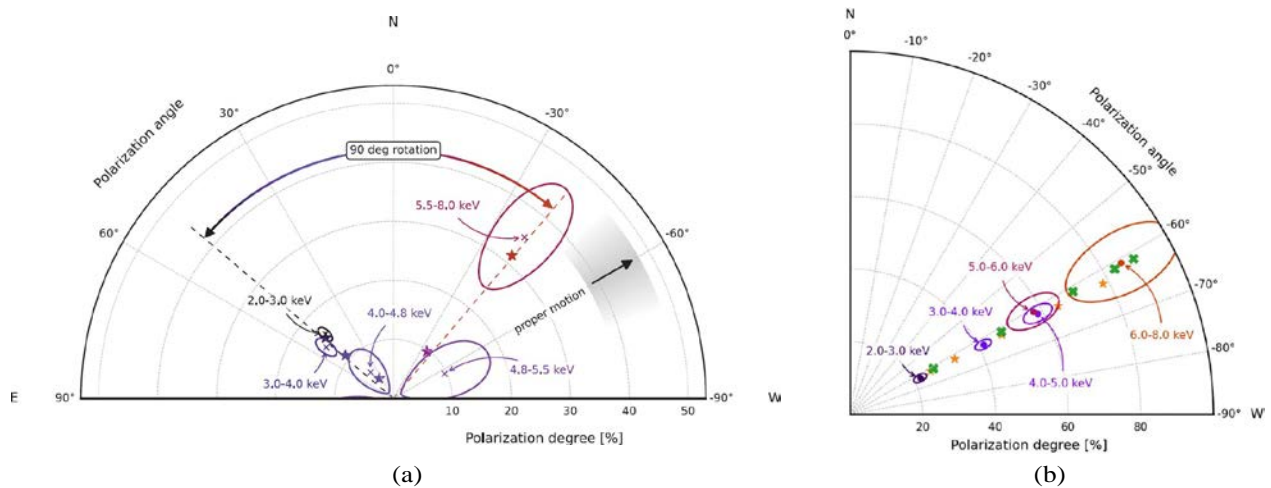 N
0°
30°
-30°
Polarization angle
90 deg rotation
60°
-60°
5.5-8.0 keV
2.0-3.0 keV
4.0-4.8 keV
proper motion
3.0-4.0 keV
4.8-5.5 keV
E
90°
-90°
W
10
20
30
40
50
Polarization degree [%]
(a)
N
0°
-10°
-20°
-30°
-40°
Polarization angle
-50°
-60°
5.0-6.0 keV
-70°
3.0-4.0 keV
6.0-8.0 keV
2.0-3.0 keV
-80°
4.0-5.0 keV
-90°
W
20
40
60
80
Polarization degree [%]
(b)